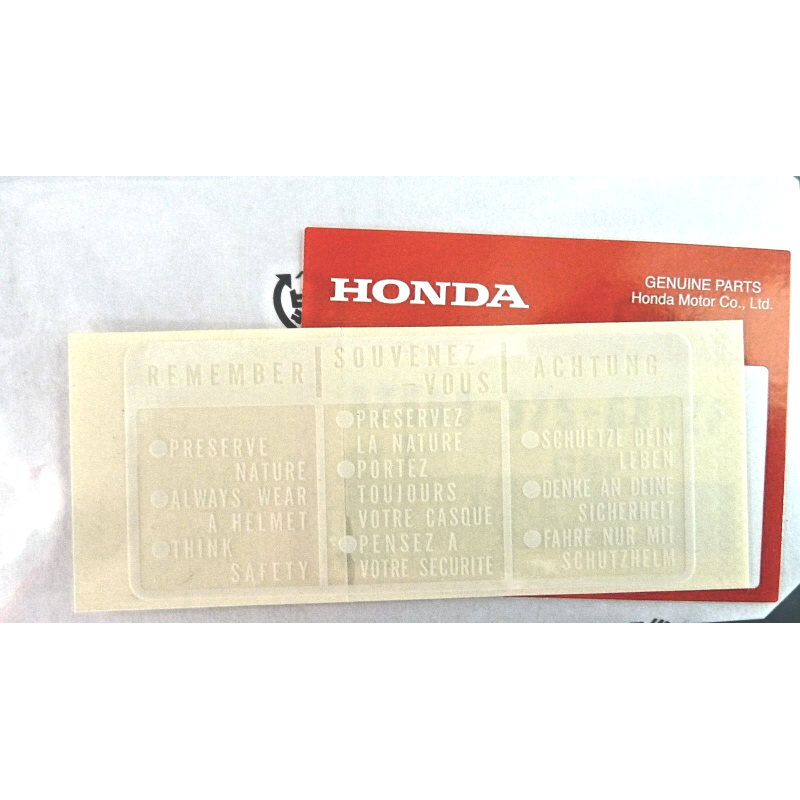 HONDA
GENUINE PARTS
Honda Motor Co., Ltd.
REMEMBER
PRESERVE
NATURE
ALWAYS WEAR
A HELMET
THINK
SAFETY
SOUVENEZ
-VOUS
PRESERVEZ
LA NATURE
PORTEZ
TOUJOURS
VOTRE CASQUE
PENSEZ A
VOTRE SECURITE
ACHTUNG
SCHUETZE DEIN
LEBEN
DENKE AN DEINE
SICHERHEIT
FAHRE NUR MIT
SCHUTZHELM